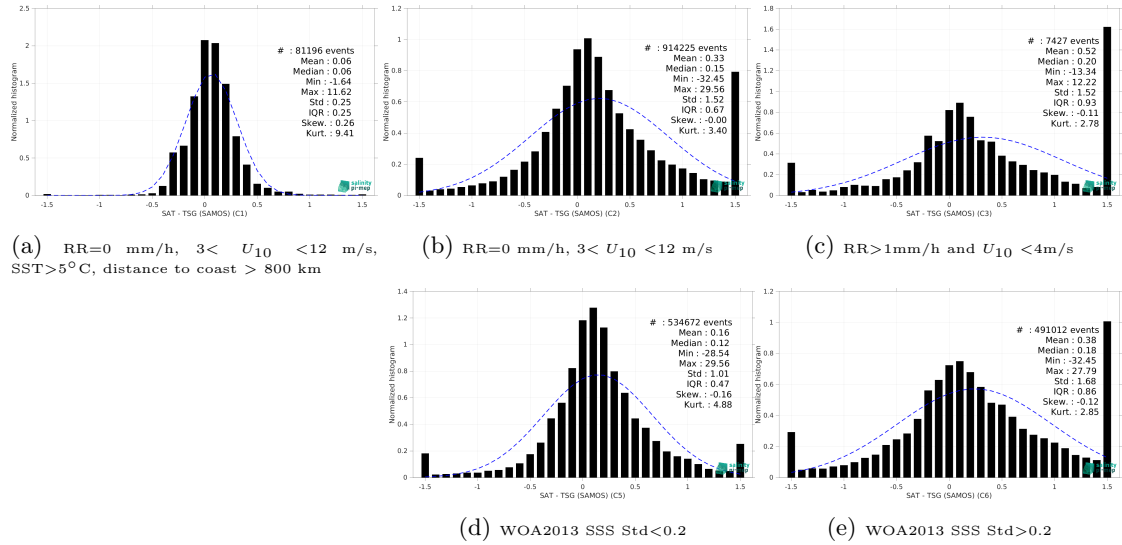 2.5
2
1.5
1
0.5
0
-1.5
-1
-0.5
0
0.5
1
1.5
Normalized histogram
SAT - TSG (SAMOS) (C1)
# : 81196 events
Mean : 0.06
Median : 0.06
Min : -1.64
Max : 11.62
Std : 0.25
IQR : 0.25
Skew. : 0.26
Kurt. : 9.41
salinity
pi-mep
(a) RR=0 mm/h, 3< U10 <12 m/s,
SST>5°C, distance to coast > 800 km
1.2
1
0.8
0.6
0.4
0.2
0
-1.5
-1
-0.5
0
0.5
1
1.5
Normalized histogram
SAT - TSG (SAMOS) (C2)
# : 914225 events
Mean : 0.33
Median : 0.15
Min : -32.45
Max : 29.56
Std : 1.52
IQR : 0.67
Skew. : -0.00
Kurt. : 3.40
salinity
pi-mep
(b) RR=0 mm/h, 3< U10 <12 m/s
1.8
1.6
1.4
1.2
1
0.8
0.6
0.4
0.2
0
-1.5
-1
-0.5
0
0.5
1
1.5
Normalized histogram
SAT - TSG (SAMOS) (C3)
# : 7427 events
Mean : 0.52
Median : 0.20
Min : -13.34
Max : 12.22
Std : 1.52
IQR : 0.93
Skew. : -0.11
Kurt. : 2.78
salinity
pi-mep
(c) RR>1mm/h and U10 <4m/s
1.4
1.2
1
0.8
0.6
0.4
0.2
0
-1.5
-1
-0.5
0
0.5
1
1.5
Normalized histogram
SAT - TSG (SAMOS) (C5)
# : 534672 events
Mean : 0.16
Median : 0.12
Min : -28.54
Max : 29.56
Std : 1.01
IQR : 0.47
Skew. : -0.16
Kurt. : 4.88
salinity
pi-mep
(d) WOA2013 SSS Std<0.2
1.2
1
0.8
0.6
0.4
0.2
0
-1.5
-1
-0.5
0
0.5
1
1.5
Normalized histogram
SAT - TSG (SAMOS) (C6)
# : 491012 events
Mean : 0.38
Median : 0.18
Min : -32.45
Max : 27.79
Std : 1.68
IQR : 0.86
Skew. : -0.12
Kurt. : 2.85
salinity
pi-mep
(e) WOA2013 SSS Std>0.2